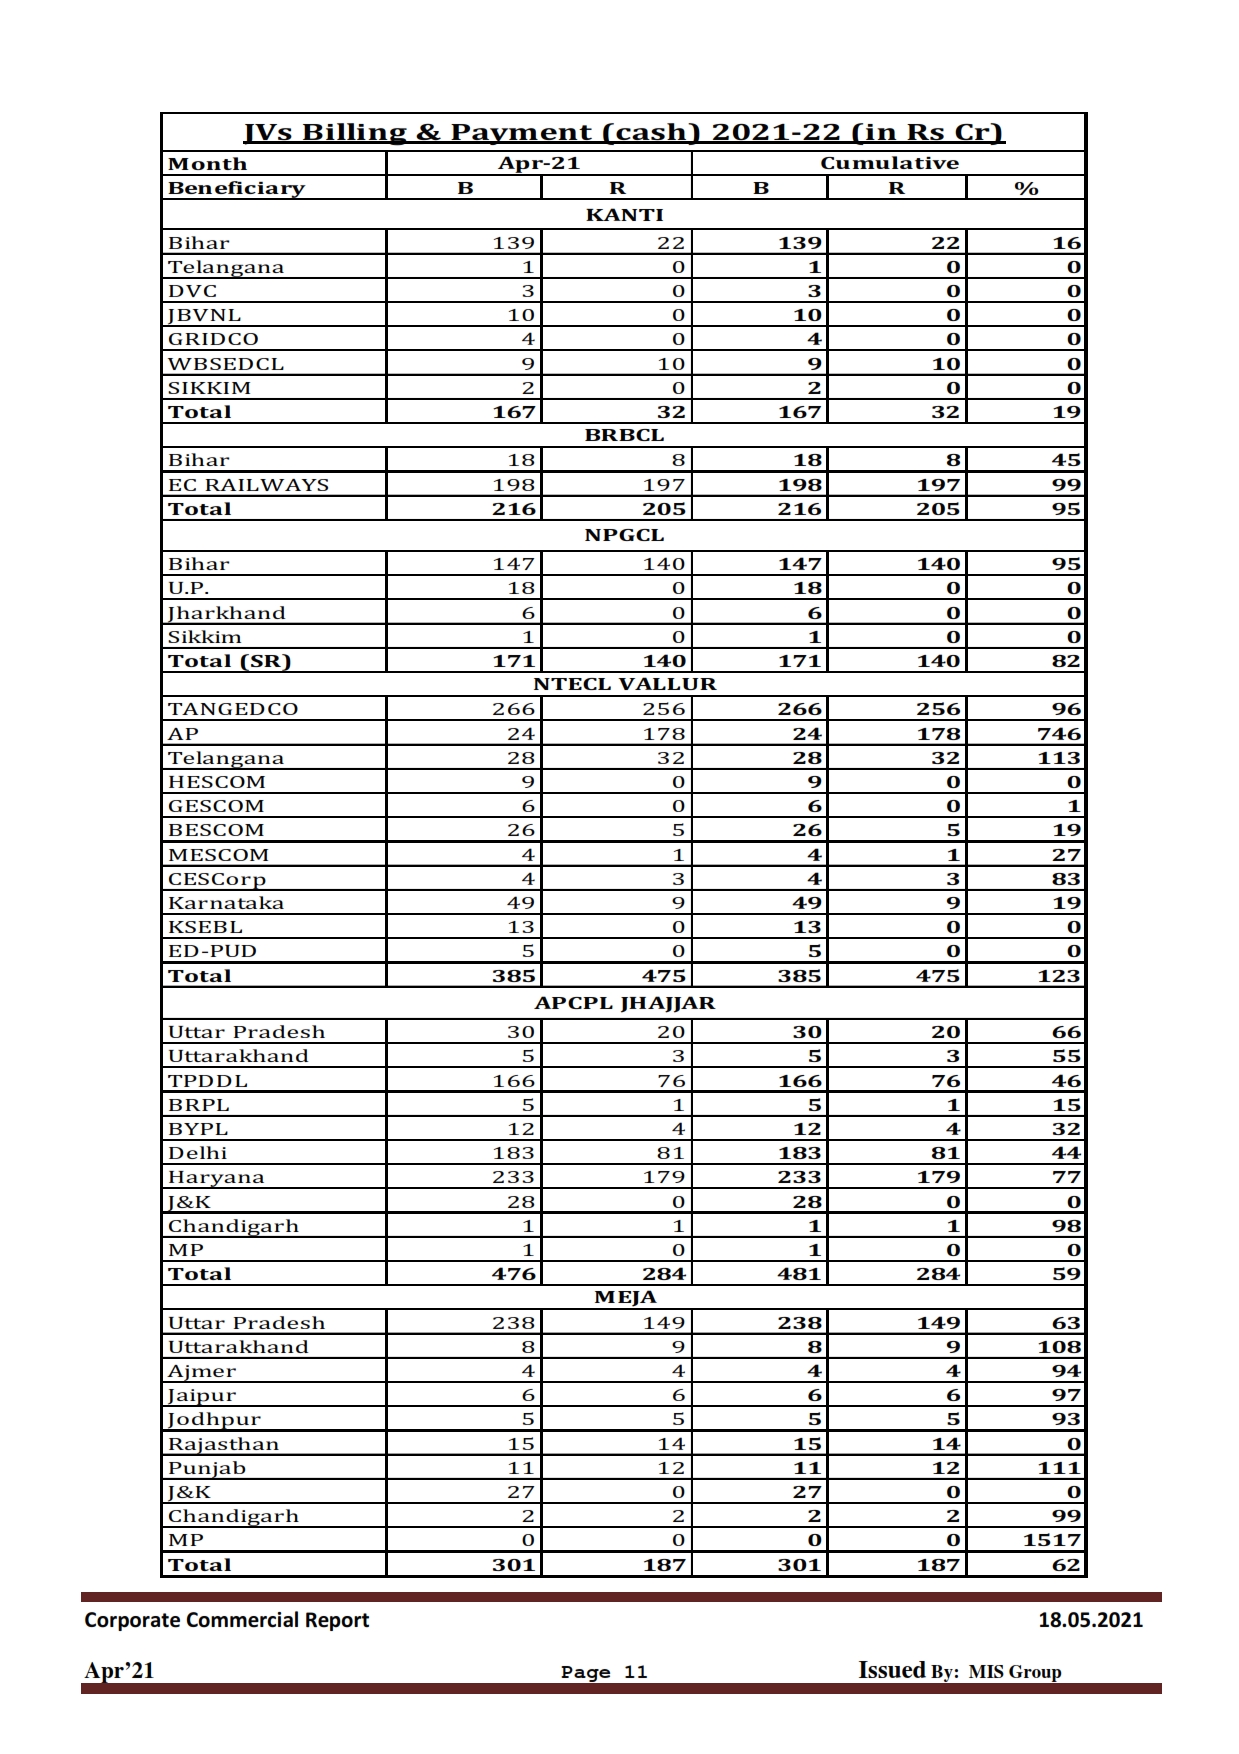 JVs Billing & Payment (cash) 2021-22 (in Rs Cr)
Month Apr-21 Cumulative
Beneficiary B R B R %
KANTI
Bihar 139 22 139 22 16
Telangana 1 0 1 0 0
DVC 3 0 3 0 0
JBVNL 10 0 10 0 0
GRIDCO 4 0 4 0 0
WBSEDCL 9 10 9 10 0
SIKKIM 2 0 2 0 0
Total 167 32 167 32 19
BRBCL
Bihar 18 8 18 8 45
EC RAILWAYS 198 197 198 197 99
Total 216 205 216 205 95
NPGCL
Bihar 147 140 147 140 95
U.P. 18 0 18 0 0
Jharkhand 6 0 6 0 0
Sikkim 1 0 1 0 0
Total (SR) 171 140 171 140 82
NTECL VALLUR
TANGEDCO 266 256 266 256 96
AP 24 178 24 178 746
Telangana 28 32 28 32 113
HESCOM 9 0 9 0 0
GESCOM 6 0 6 0 1
BESCOM 26 5 26 5 19
MESCOM 4 1 4 1 27
CESCorp 4 3 4 3 83
Karnataka 49 9 49 9 19
KSEBL 13 0 13 0 0
ED-PUD 5 0 5 0 0
Total 385 475 385 475 123
APCPL JHAJJAR
Uttar Pradesh 30 20 30 20 66
Uttarakhand 5 3 5 3 55
TPDDL 166 76 166 76 46
BRPL 5 1 5 1 15
BYPL 12 4 12 4 32
Delhi 183 81 183 81 44
Haryana 233 179 233 179 77
J&K 28 0 28 0 0
Chandigarh 1 1 1 1 98
MP 1 0 1 0 0
Total 476 284 481 284 59
MEJA
Uttar Pradesh 238 149 238 149 63
Uttarakhand 8 9 8 9 108
Ajmer 4 4 4 4 94
Jaipur 6 6 6 6 97
Jodhpur 5 5 5 5 93
Rajasthan 15 14 15 14 0
Punjab 11 12 11 12 111
J&K 27 0 27 0 0
Chandigarh 2 2 2 2 99
MP 0 0 0 0 1517
Total 301 187 301 187 62
Corporate Commercial Report 18.05.2021
Apr’21 Page 11 Issued By: MIS Group